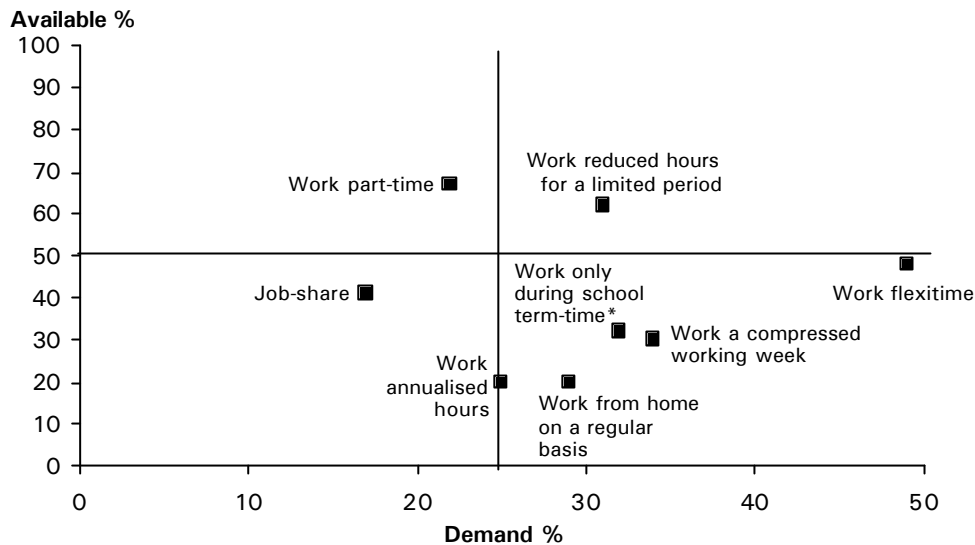 Available %
100
90
80
70
60
50
40
30
20
10
0
Work part-time
Work reduced hours
for a limited period
Job-share
Work only
during school
term-time*
Work flexitime
Work a compressed
working week
Work
annualised
hours
Work from home
on a regular
basis
0
10
20
30
40
50
Demand %